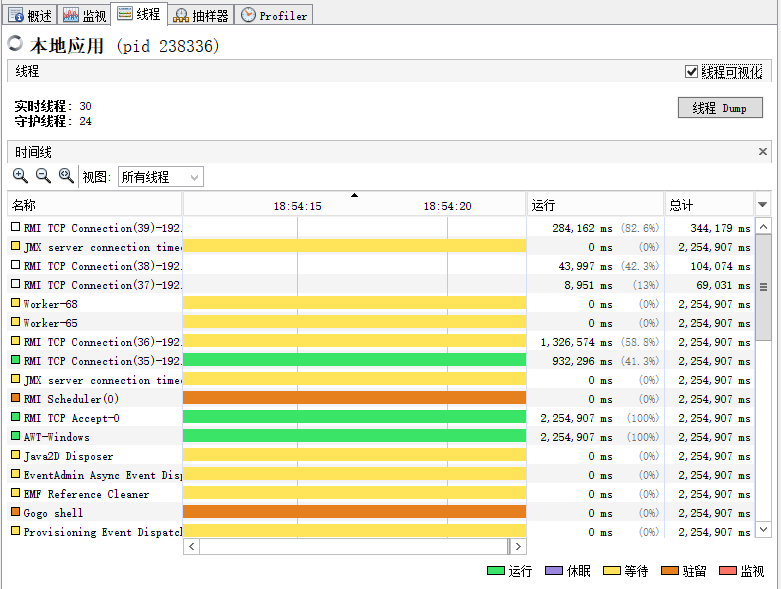 概述 监视 线程 抽样器 Profiler
本地应用 (pid 238336)
线程 线程可视化
实时线程: 30
守护线程: 24
线程 Dump
时间线
视图: 所有线程
名称 18:54:15 18:54:20 运行 总计
RMI TCP Connection(39)-192. 284,162 ms (82.6%) 344,179 ms
JMX server connection time 0 ms (0%) 2,254,907 ms
RMI TCP Connection(38)-192. 43,997 ms (42.3%) 104,074 ms
RMI TCP Connection(37)-192. 8,951 ms (13%) 69,031 ms
Worker-68 0 ms (0%) 2,254,907 ms
Worker-65 0 ms (0%) 2,254,907 ms
RMI TCP Connection(36)-192. 1,326,574 ms (58.8%) 2,254,907 ms
RMI TCP Connection(35)-192. 932,296 ms (41.3%) 2,254,907 ms
JMX server connection time 0 ms (0%) 2,254,907 ms
RMI Scheduler(0) 0 ms (0%) 2,254,907 ms
RMI TCP Accept-0 2,254,907 ms (100%) 2,254,907 ms
AWT-Windows 2,254,907 ms (100%) 2,254,907 ms
Java2D Disposer 0 ms (0%) 2,254,907 ms
EventAdmin Async Event Disp 0 ms (0%) 2,254,907 ms
EMF Reference Cleaner 0 ms (0%) 2,254,907 ms
Gogo shell 0 ms (0%) 2,254,907 ms
Provisioning Event Dispatch 0 ms (0%) 2,254,907 ms
运行 休眠 等待 驻留 监视